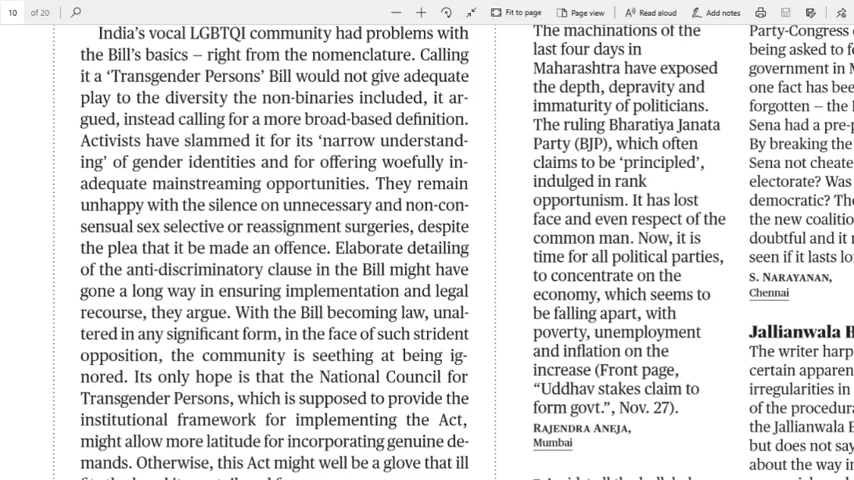 10 of 20
Fit to page
Page view
Read aloud
Add notes
India's vocal LGBTQI community had problems with
the Bill's basics — right from the nomenclature. Calling
it a 'Transgender Persons' Bill would not give adequate
play to the diversity the non-binaries included, it ar-
gued, instead calling for a more broad-based definition.
Activists have slammed it for its 'narrow understand-
ing' of gender identities and for offering woefully in-
adequate mainstreaming opportunities. They remain
unhappy with the silence on unnecessary and non-con-
sensual sex selective or reassignment surgeries, despite
the plea that it be made an offence. Elaborate detailing
of the anti-discriminatory clause in the Bill might have
gone a long way in ensuring implementation and legal
recourse, they argue. With the Bill becoming law, unal-
tered in any significant form, in the face of such strident
opposition, the community is seething at being ig-
nored. Its only hope is that the National Council for
Transgender Persons, which is supposed to provide the
institutional framework for implementing the Act,
might allow more latitude for incorporating genuine de-
mands. Otherwise, this Act might well be a glove that ill
The machinations of the
last four days in
Maharashtra have exposed
the depth, depravity and
immaturity of politicians.
The ruling Bharatiya Janata
Party (BJP), which often
claims to be 'principled',
indulged in rank
opportunism. It has lost
face and even respect of the
common man. Now, it is
time for all political parties,
to concentrate on the
economy, which seems to
be falling apart, with
poverty, unemployment
and inflation on the
increase (Front page,
"Uddhav stakes claim to
form govt.", Nov. 27).
RAJENDRA ANEJA,
Mumbai
Party-Congress
being asked to
government in
one fact has
forgotten — the
Sena had a
By breaking the
Sena not
electorate? Was
democratic?
the new
doubtful and it
seen if it lasts
S. NARAYANAN,
Chennai
Jallianwala
The writer
certain
irregularities in
of the
the Jallianwala
but does not say
about the way in